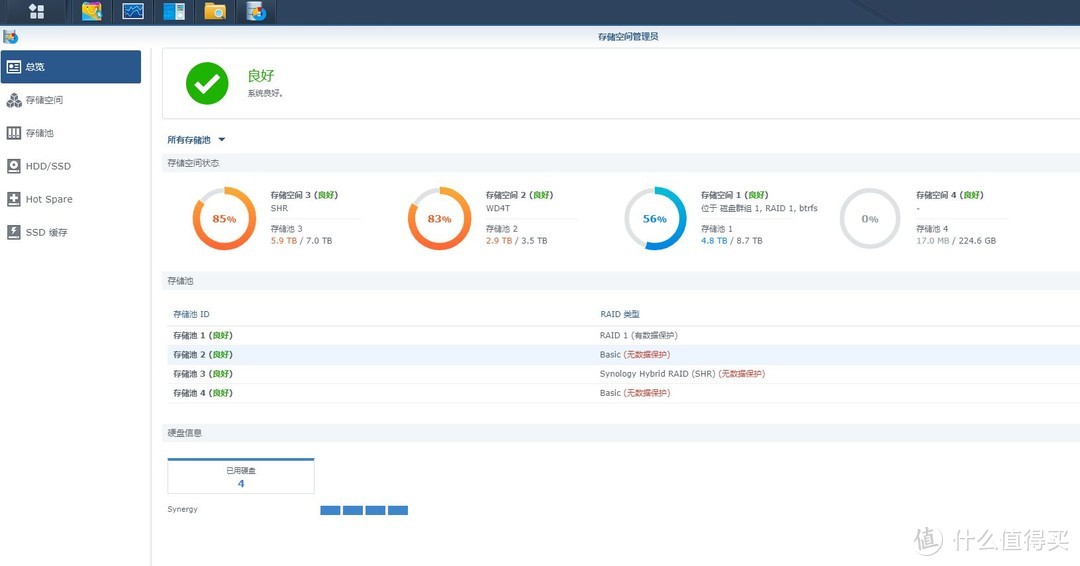 存储空间管理员
总览
存储空间
存储池
HDD/SSD
Hot Spare
SSD 缓存
良好
系统良好。
所有存储池
存储空间状态
85%
存储空间 3 (良好)
SHR
存储池 3
5.9 TB / 7.0 TB
83%
存储空间 2 (良好)
WD4T
存储池 2
2.9 TB / 3.5 TB
56%
存储空间 1 (良好)
位于 磁盘群组 1, RAID 1, btrfs
存储池 1
4.8 TB / 8.7 TB
0%
存储空间 4 (良好)
-
存储池 4
17.0 MB / 224.6 GB
存储池
存储池 ID RAID 类型
存储池 1 (良好) RAID 1 (有数据保护)
存储池 2 (良好) Basic (无数据保护)
存储池 3 (良好) Synology Hybrid RAID (SHR) (无数据保护)
存储池 4 (良好) Basic (无数据保护)
硬盘信息
已用硬盘
4
Synergy
值 什么值得买